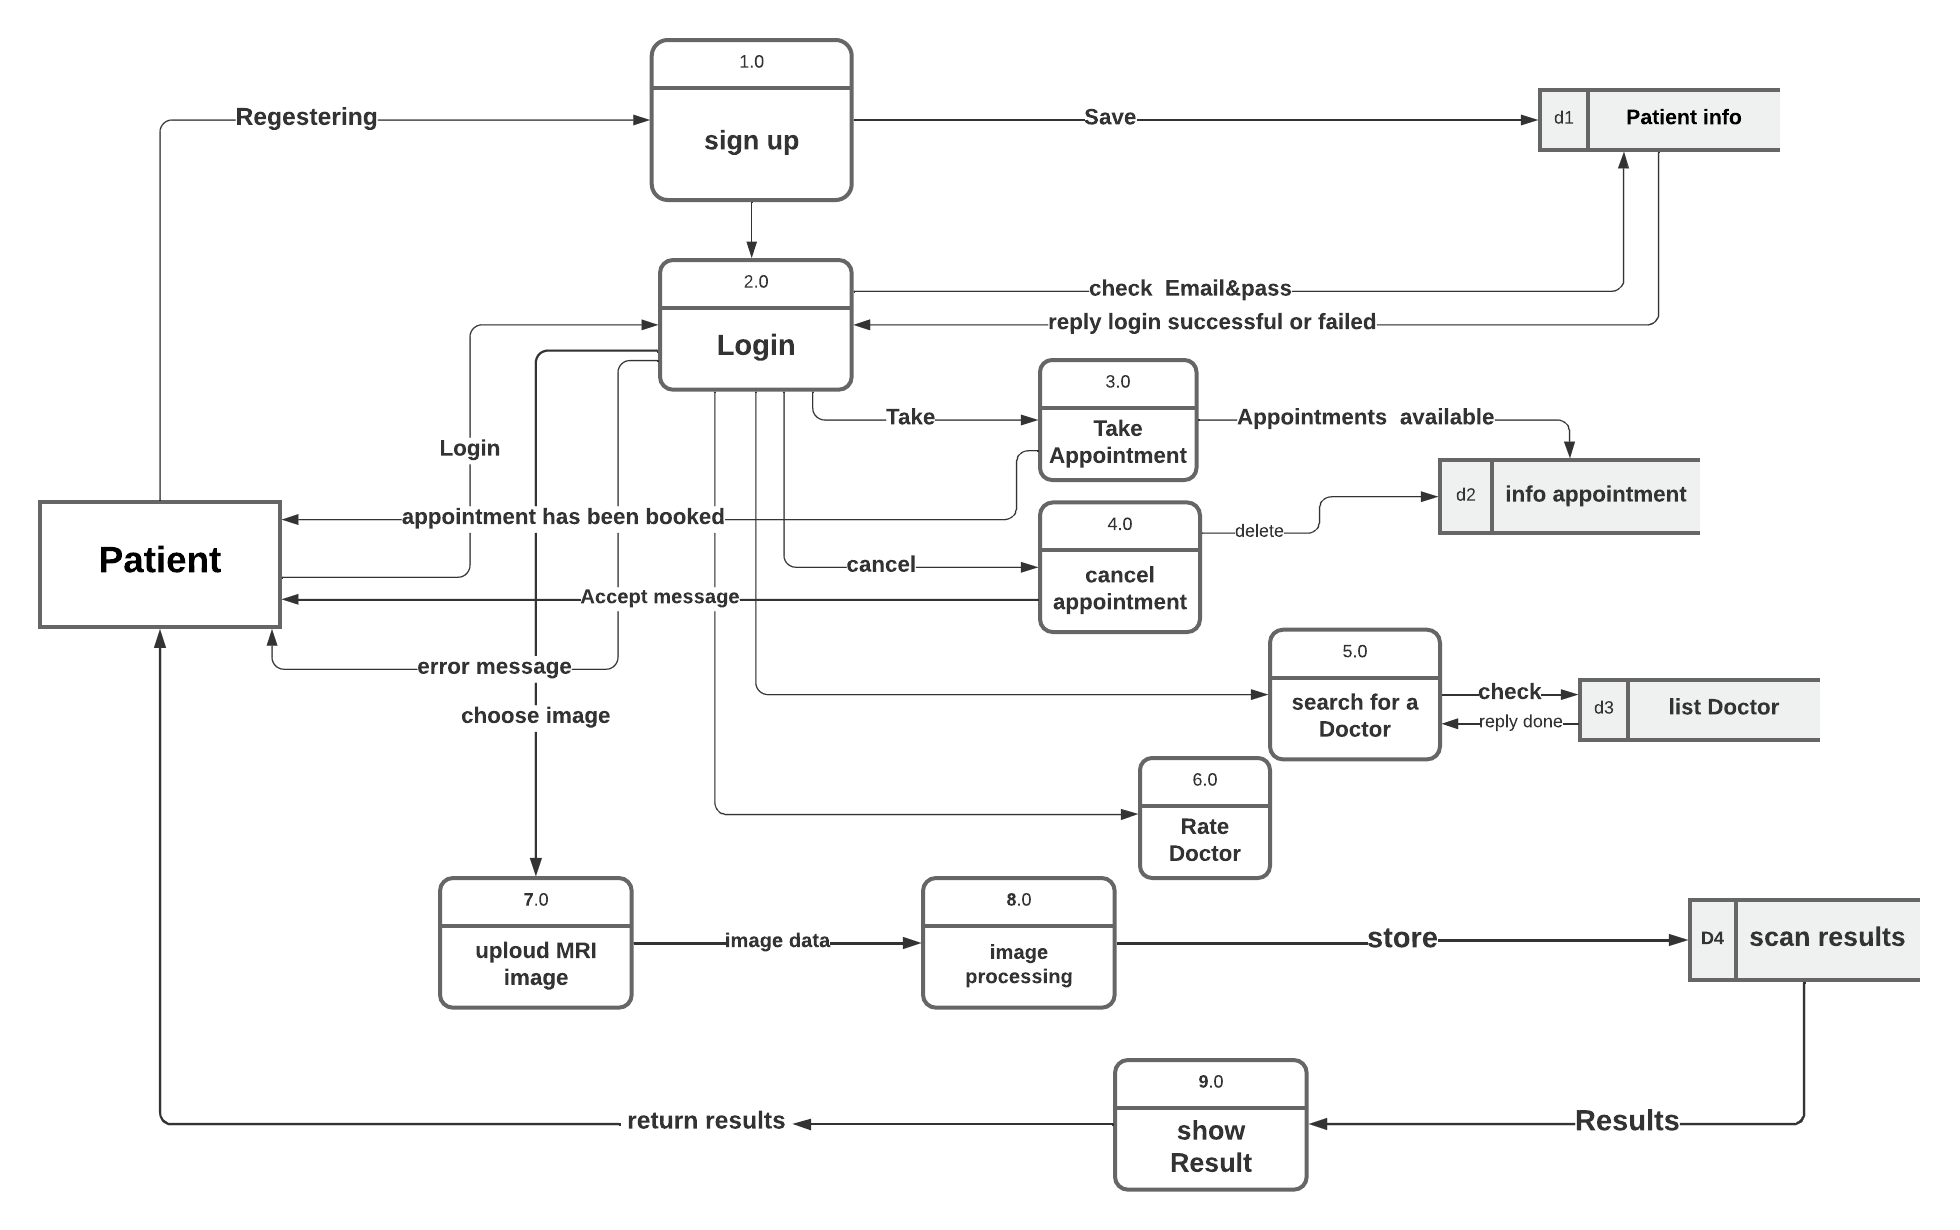 1.0
Regestering
sign up
Save
d1
Patient info
2.0
Login
check  Email&pass
reply login successful or failed
3.0
Take
Take
Appointment
Appointments  available
Login
d2
info appointment
appointment has been booked
4.0
delete
Patient
cancel
cancel
appointment
Accept message
error message
5.0
search for a
Doctor
check
reply done
d3
list Doctor
choose image
6.0
Rate
Doctor
7.0
uploud MRI
image
image data
8.0
image
processing
store
D4
scan results
9.0
show
Result
return results
Results